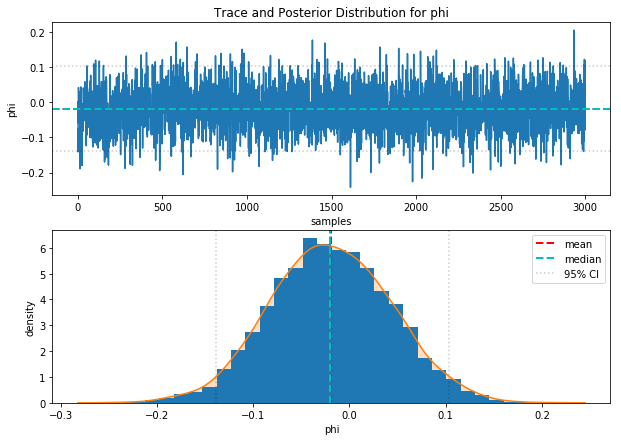 Trace and Posterior Distribution for phi
0.2
0.1
0.0
−0.1
−0.2
phi
0 500 1000 1500 2000 2500 3000
samples
mean
median
95% CI
6
5
4
3
2
1
0
density
−0.3 −0.2 −0.1 0.0 0.1 0.2
phi